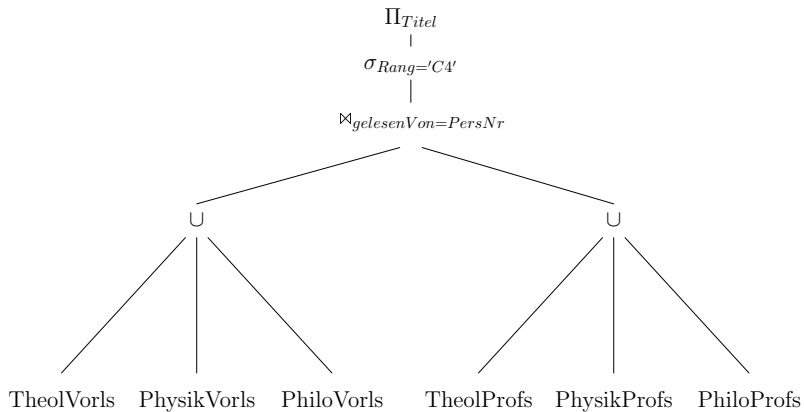 Π_Titel
σ_Rang='C4'
⋈_gelesenVon=PersNr
∪ ∪
TheolVorls PhysikVorls PhiloVorls TheolProfs PhysikProfs PhiloProfs